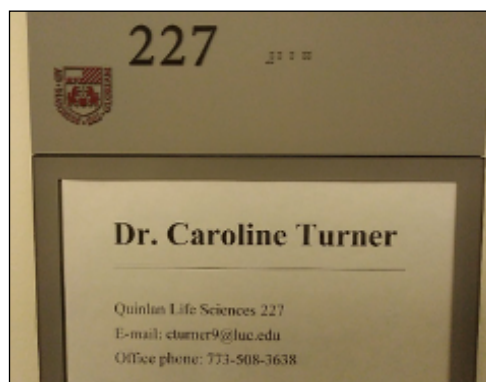 227
Dr. Caroline Turner
Quinlan Life Sciences 227
E-mail: cturner9@luc.edu
Office phone: 773-508-3638